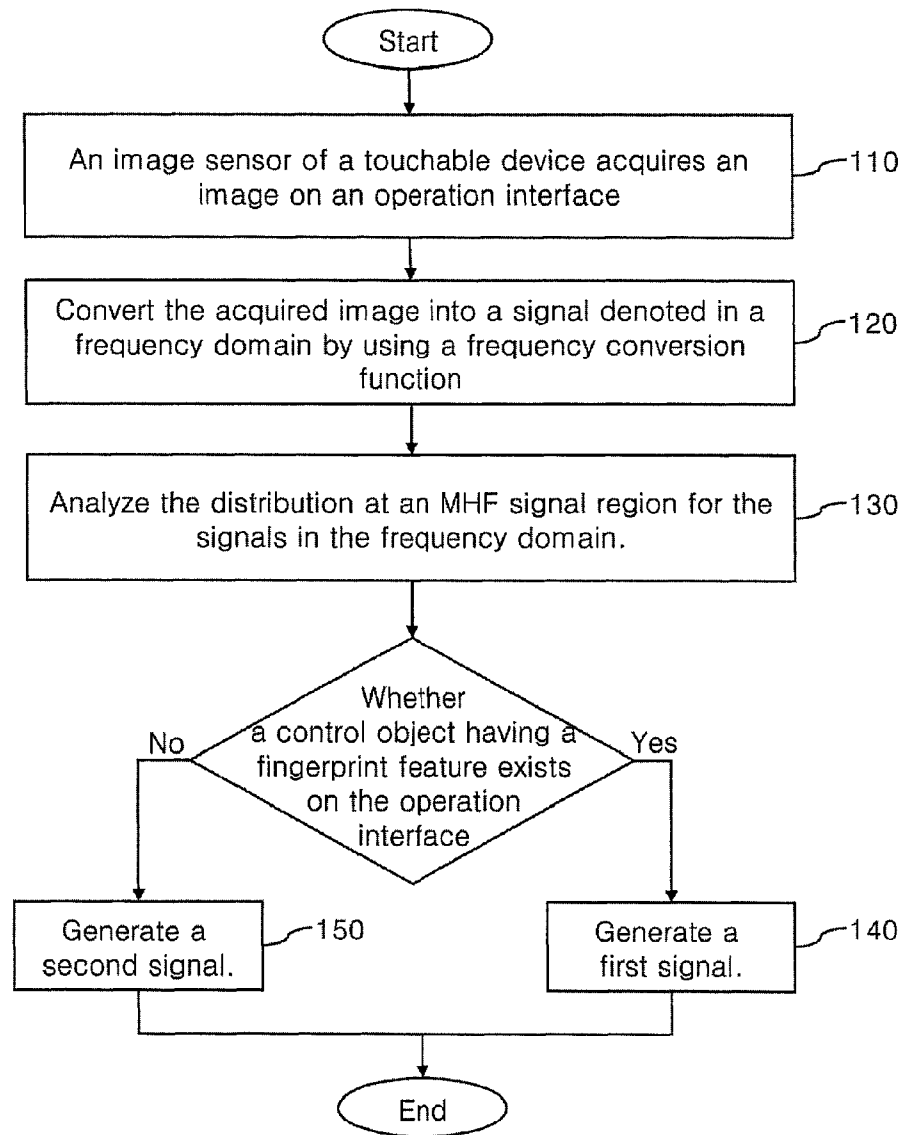 Start
An image sensor of a touchable device acquires an
image on an operation interface
110
Convert the acquired image into a signal denoted in a
frequency domain by using a frequency conversion
function
120
Analyze the distribution at an MHF signal region for the
signals in the frequency domain.
130
Whether
a control object having a
fingerprint feature exists
on the operation
interface
No
Yes
Generate a
second signal.
150
Generate a
first signal.
140
End